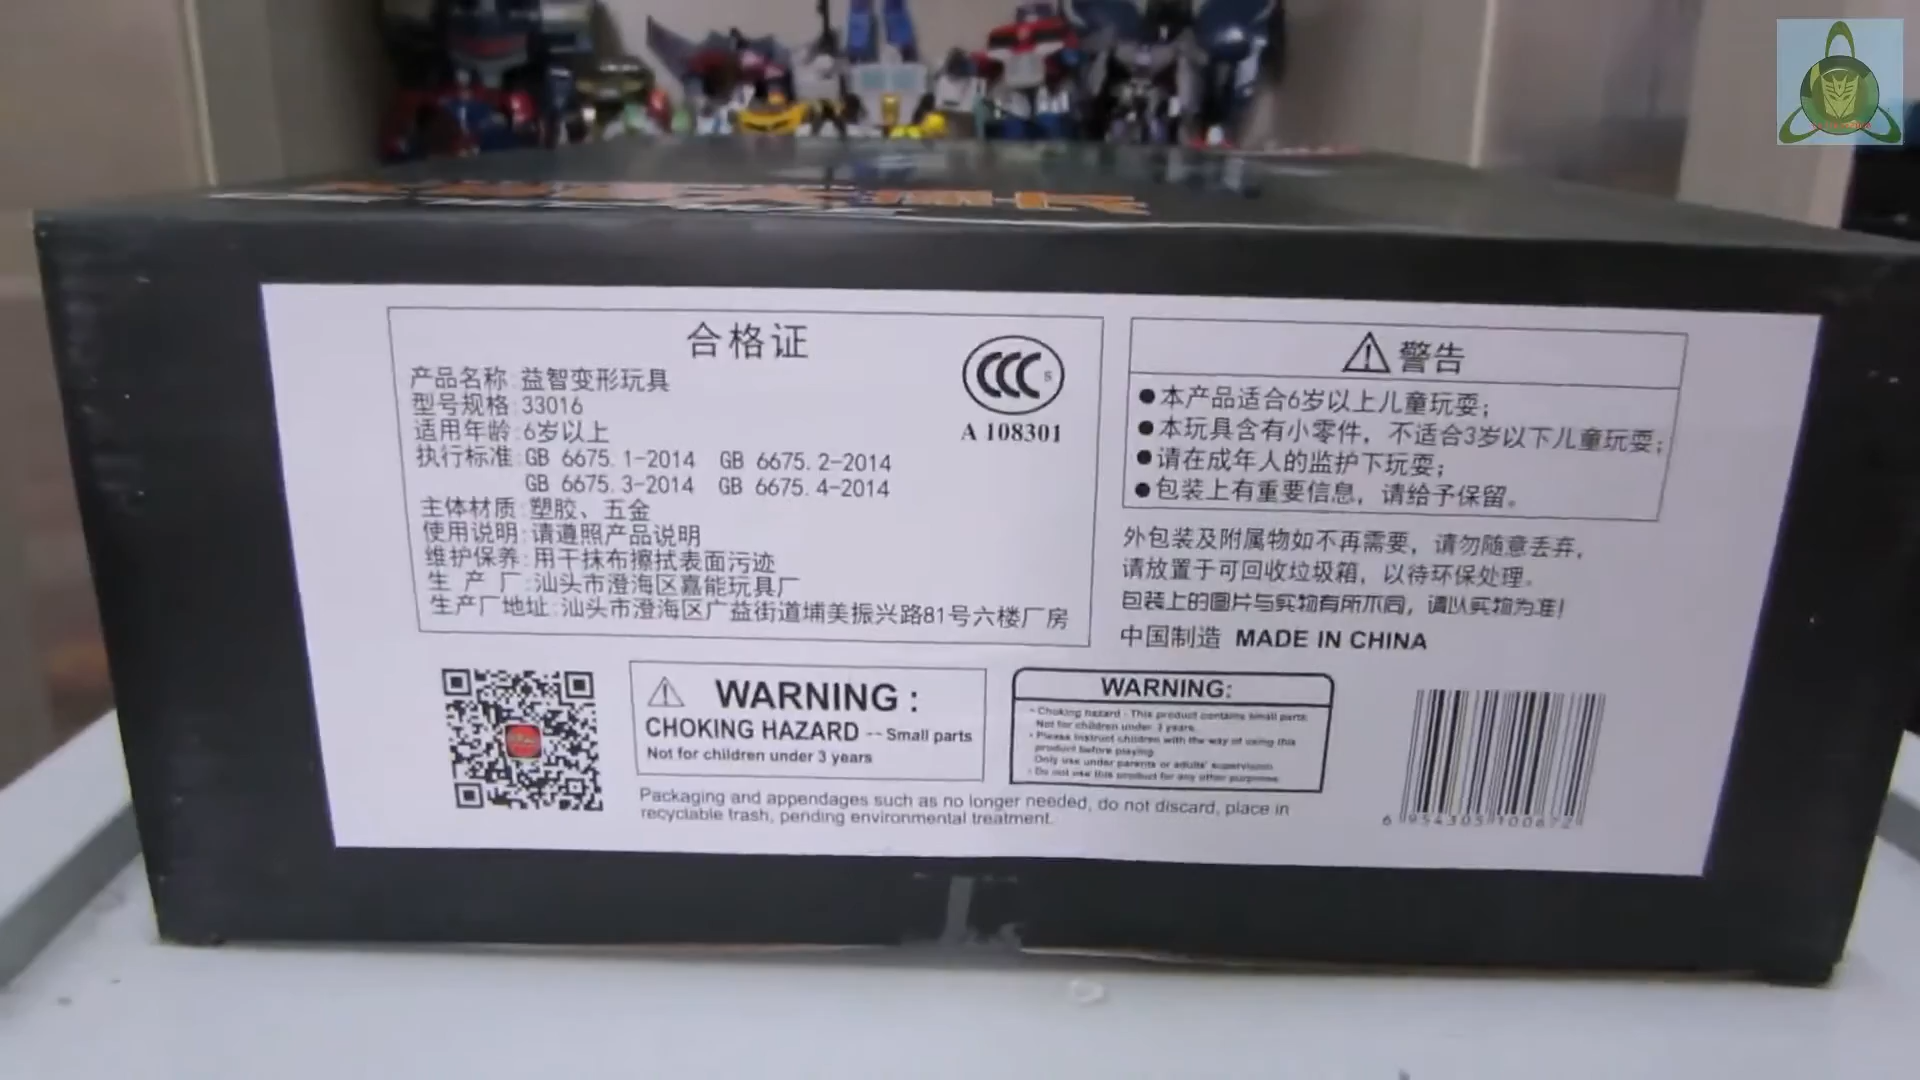 合格证
产品名称:益智变形玩具
型号规格:33016
适用年龄:6岁以上
执行标准:GB 6675.1-2014 GB 6675.2-2014
GB 6675.3-2014 GB 6675.4-2014
主体材质:塑胶、五金
使用说明:请遵照产品说明
维护保养:用干抹布擦拭表面污迹
生 产 厂:汕头市澄海区嘉能玩具厂
生产厂地址:汕头市澄海区广益街道埔美振兴路81号六楼厂房
CCC S
A 108301
警告
●本产品适合6岁以上儿童玩耍;
●本玩具含有小零件, 不适合3岁以下儿童玩耍;
●请在成年人的监护下玩耍;
●包装上有重要信息, 请给予保留。
外包装及附属物如不再需要, 请勿随意丢弃,
请放置于可回收垃圾箱, 以待环保处理。
包装上的图片与实物有所不同, 请以实物为准!
中国制造 MADE IN CHINA
WARNING:
CHOKING HAZARD -- Small parts
Not for children under 3 years
WARNING:
• Choking hazard - This product contains small parts.
Not for children under 3 years.
• Please instruct children with the way of using this
product before playing.
Only use under parents or adults' supervision.
• Do not use this product for any other purposes.
Packaging and appendages such as no longer needed, do not discard, place in
recyclable trash, pending environmental treatment.
6 954305 100672